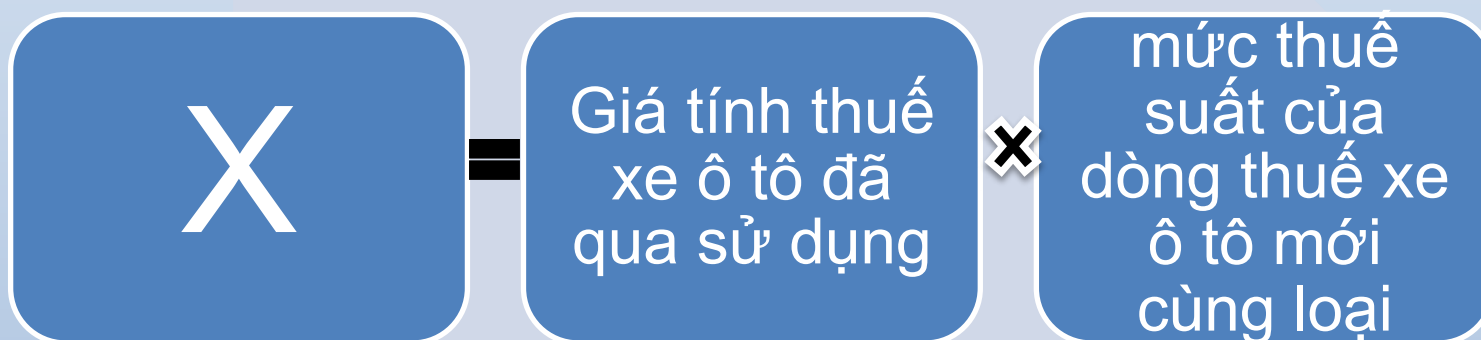 X
=
Giá tính thuế
xe ô tô đã
qua sử dụng
×
mức thuế
suất của
dòng thuế xe
ô tô mới
cùng loại